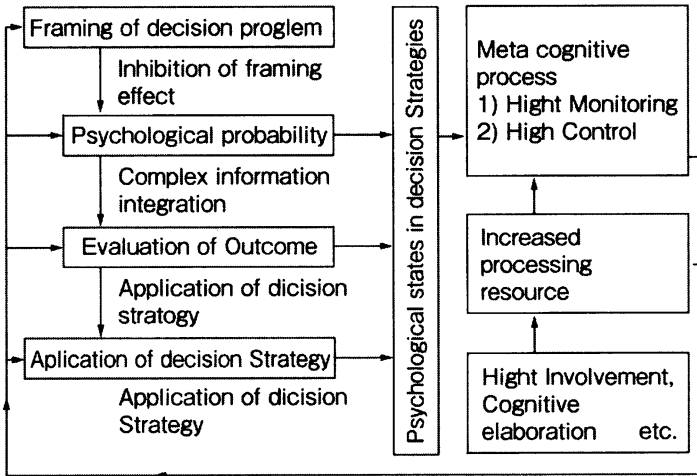 Framing of decision proglem
Inhibition of framing
effect
Psychological probability
Complex information
integration
Evaluation of Outcome
Application of dicision
stratogy
Aplication of decision Strategy
Application of dicision
Strategy
Psychological states in decision Strategies
Meta cognitive
process
1) Hight Monitoring
2) High Control
Increased
processing
resource
Hight Involvement,
Cognitive
elaboration etc.